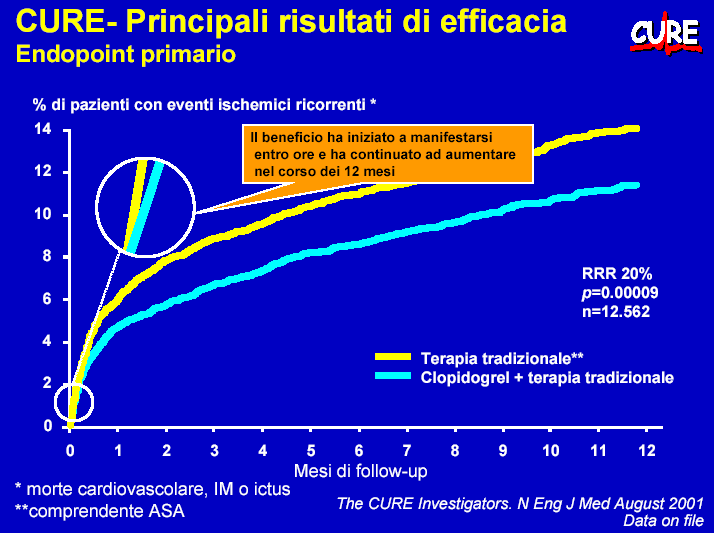 CURE- Principali risultati di efficacia
Endopoint primario
CURE
% di pazienti con eventi ischemici ricorrenti *
14
12
10
8
6
4
2
0
Il beneficio ha iniziato a manifestarsi
entro ore e ha continuato ad aumentare
nel corso dei 12 mesi
RRR 20%
p=0.00009
n=12.562
Terapia tradizionale**
Clopidogrel + terapia tradizionale
0 1 2 3 4 5 6 7 8 9 10 11 12
Mesi di follow-up
* morte cardiovascolare, IM o ictus
**comprendente ASA
The CURE Investigators. N Eng J Med August 2001
Data on file